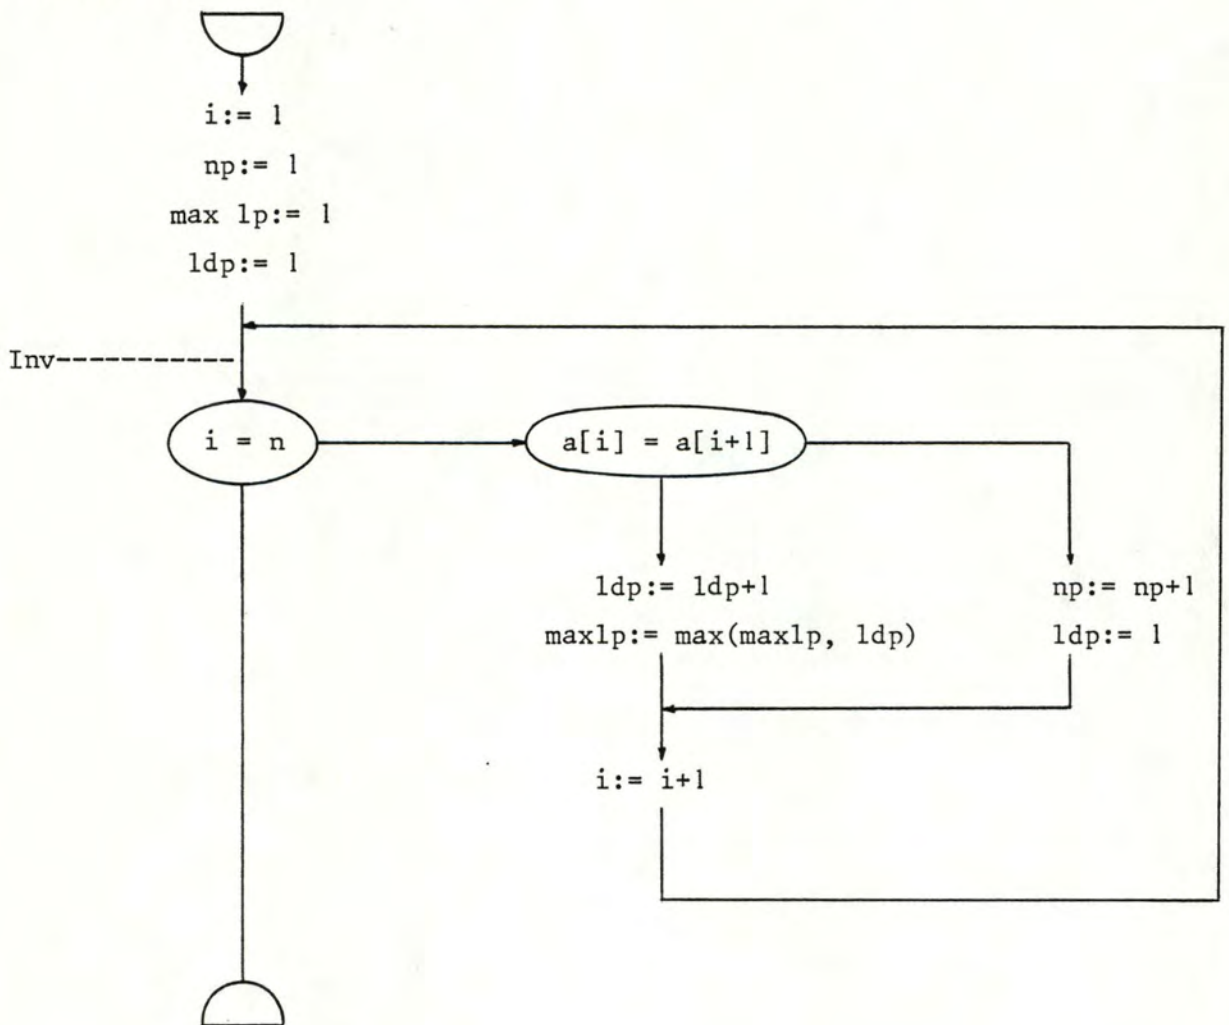 i:= 1
np:= 1
max lp:= 1
ldp:= 1
Inv-----------
i = n
a[i] = a[i+1]
ldp:= ldp+1
np:= np+1
maxlp:= max(maxlp, ldp)
ldp:= 1
i:= i+1